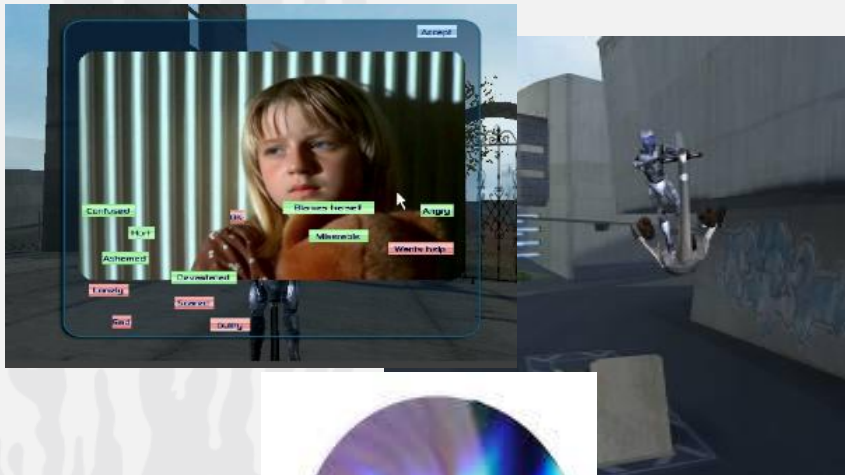 Accept
Confused
OK
Blames herself
Angry
Hurt
Miserable
Wants help
Ashamed
Devastated
Lonely
Scared
Sad
Guilty